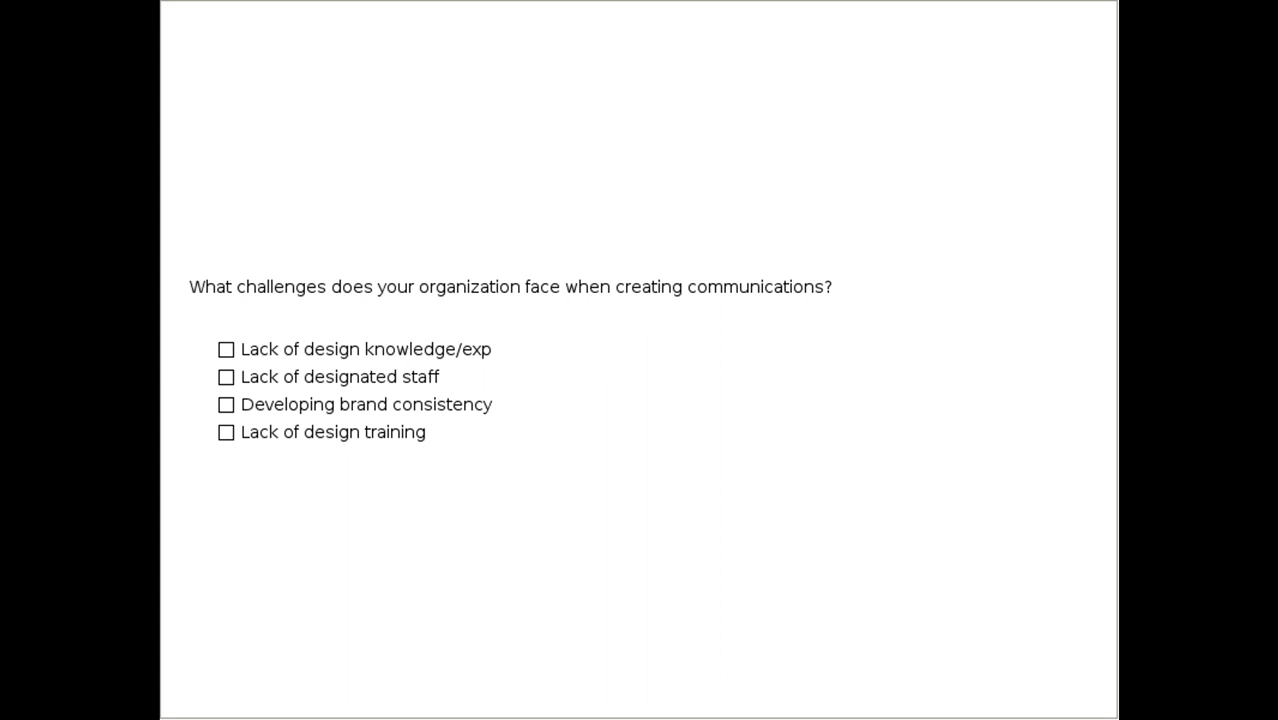 What challenges does your organization face when creating communications?
Lack of design knowledge/exp
Lack of designated staff
Developing brand consistency
Lack of design training